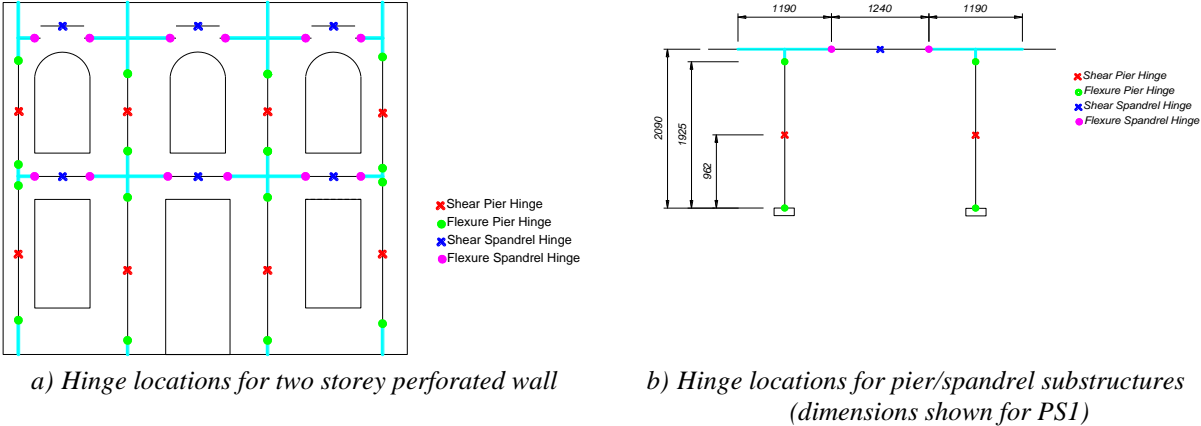 Shear Pier Hinge
Flexure Pier Hinge
Shear Spandrel Hinge
Flexure Spandrel Hinge
a) Hinge locations for two storey perforated wall
1190
1240
1190
2090
1925
962
Shear Pier Hinge
Flexure Pier Hinge
Shear Spandrel Hinge
Flexure Spandrel Hinge
b) Hinge locations for pier/spandrel substructures
(dimensions shown for PS1)